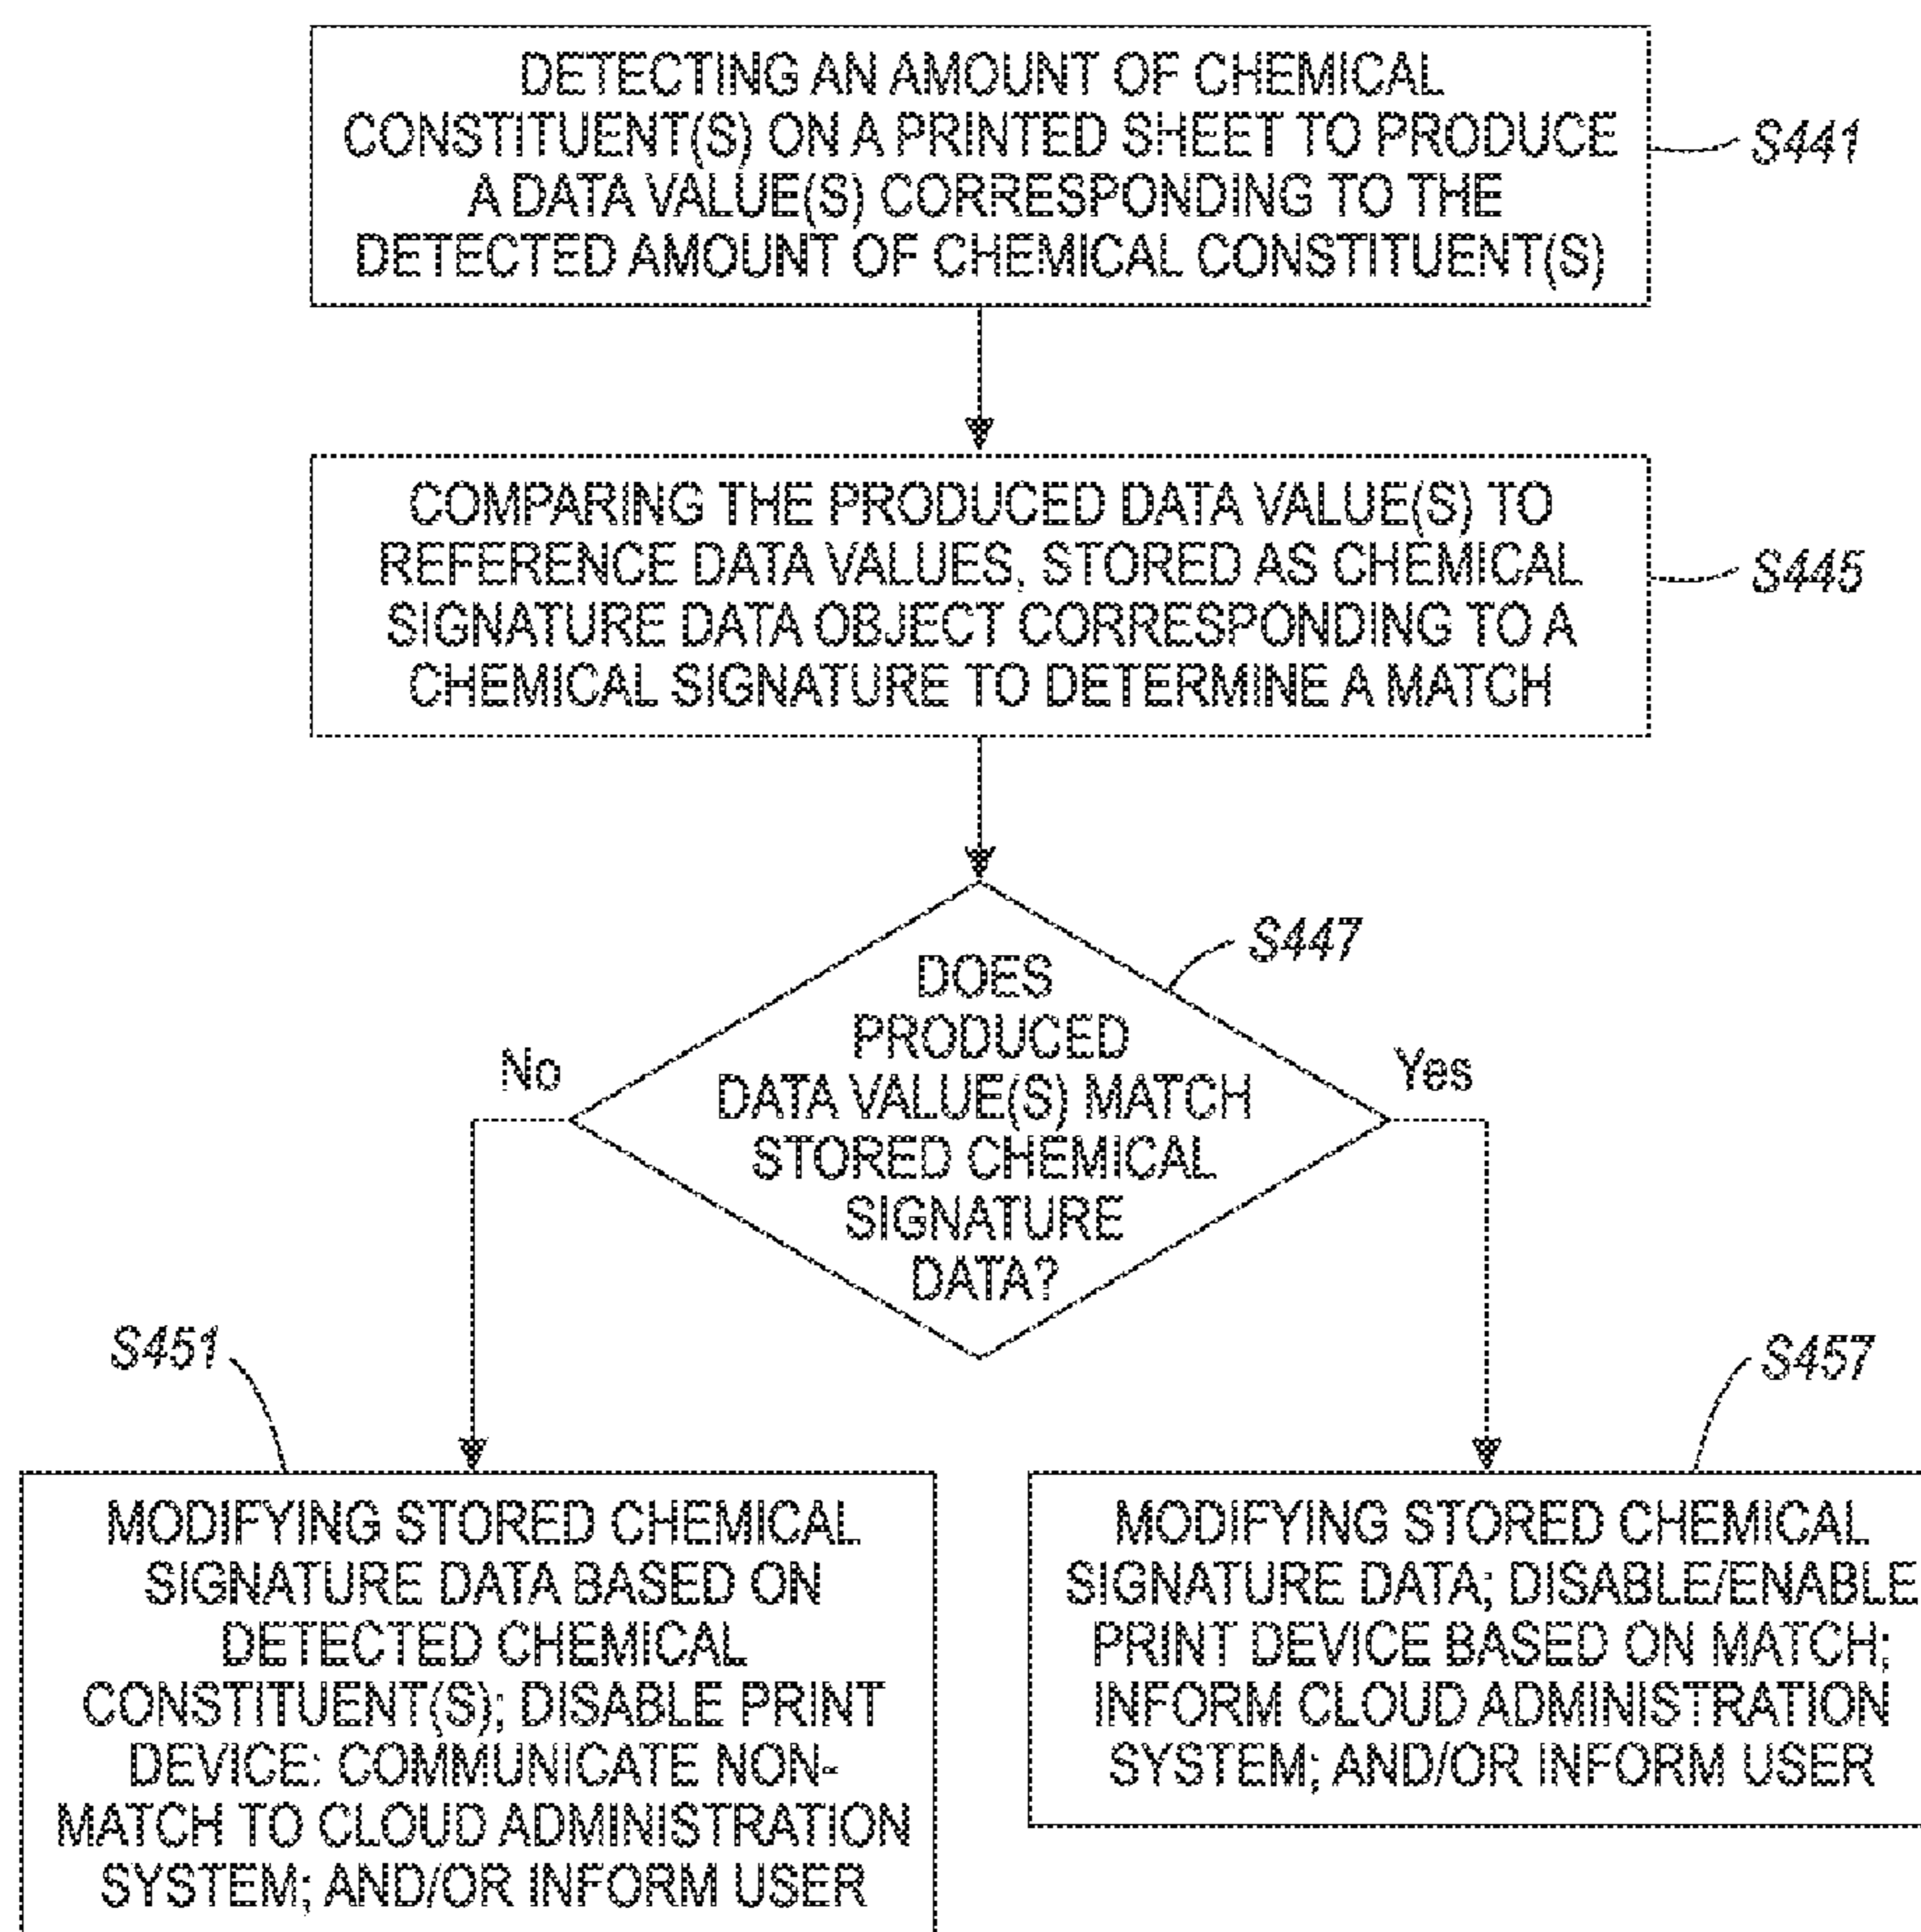 DETECTING AN AMOUNT OF CHEMICAL
CONSTITUENT(S) ON A PRINTED SHEET TO PRODUCE
A DATA VALUE(S) CORRESPONDING TO THE
DETECTED AMOUNT OF CHEMICAL CONSTITUENT(S)
S441
COMPARING THE PRODUCED DATA VALUE(S) TO
REFERENCE DATA VALUES, STORED AS CHEMICAL
SIGNATURE DATA OBJECT CORRESPONDING TO A
CHEMICAL SIGNATURE TO DETERMINE A MATCH
S445
S447
DOES
PRODUCED
DATA VALUE(S) MATCH
STORED CHEMICAL
SIGNATURE
DATA?
No
Yes
S451
MODIFYING STORED CHEMICAL
SIGNATURE DATA BASED ON
DETECTED CHEMICAL
CONSTITUENT(S); DISABLE PRINT
DEVICE; COMMUNICATE NON-
MATCH TO CLOUD ADMINISTRATION
SYSTEM; AND/OR INFORM USER
S457
MODIFYING STORED CHEMICAL
SIGNATURE DATA; DISABLE/ENABLE
PRINT DEVICE BASED ON MATCH;
INFORM CLOUD ADMINISTRATION
SYSTEM; AND/OR INFORM USER